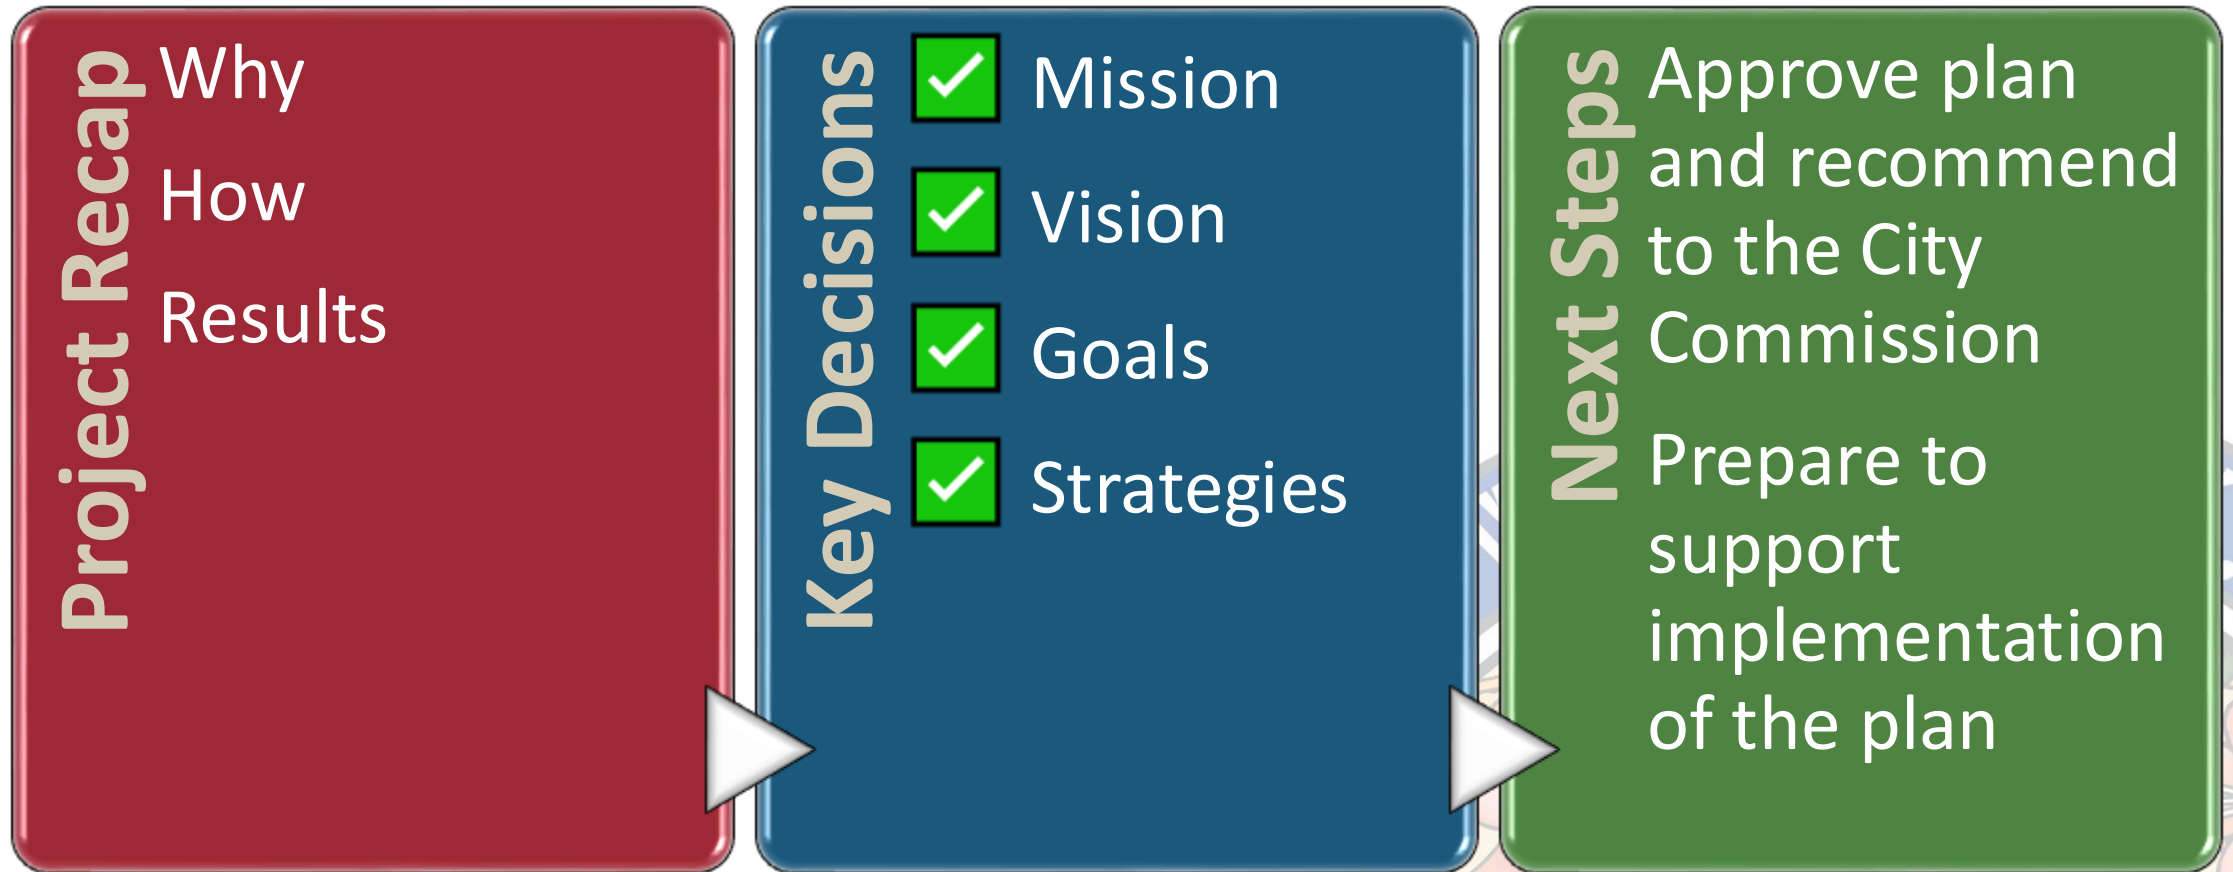 Project Recap
Why
How
Results
Key Decisions
Mission
Vision
Goals
Strategies
Next Steps
Approve plan
and recommend
to the City
Commission
Prepare to
support
implementation
of the plan